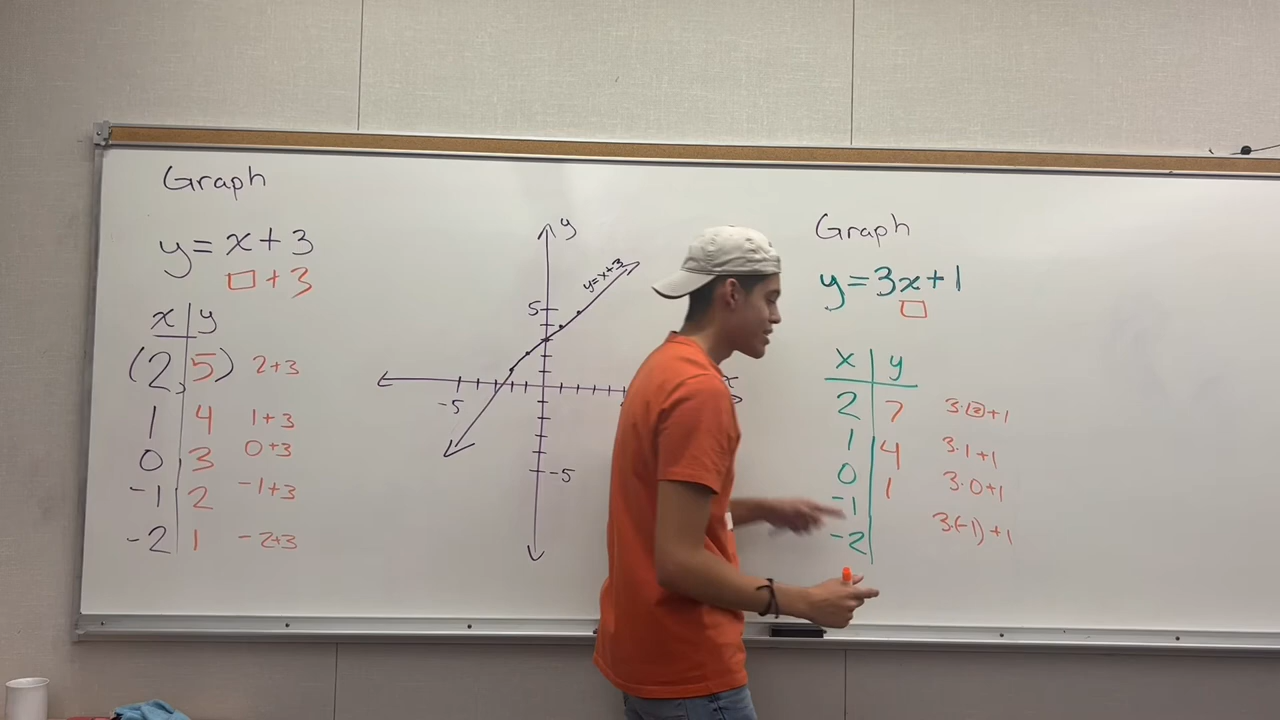 Graph
y=x+3
□+3
x y
(2, 5) 2+3
1 4 1+3
0 3 0+3
-1 2 -1+3
-2 1 -2+3
y
y=x+3
5
-5
x
-5
Graph
y=3x+1
□
x y
2 7 3·2+1
1 4 3·1+1
0 1 3·0+1
-1 3·(-1)+1
-2